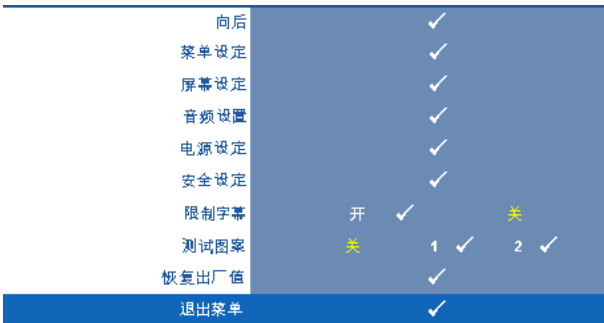 向后 ✓
菜单设定 ✓
屏幕设定 ✓
音频设置 ✓
电源设定 ✓
安全设定 ✓
限制字幕 开 ✓ 关
测试图案 关 1 ✓ 2 ✓
恢复出厂值 ✓
退出菜单 ✓